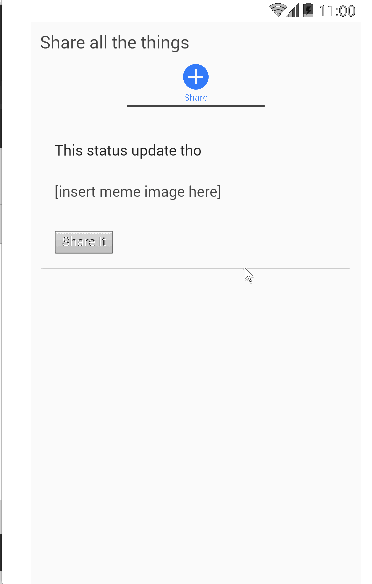 11:00
Share all the things
Share
This status update tho
[insert meme image here]
Share it